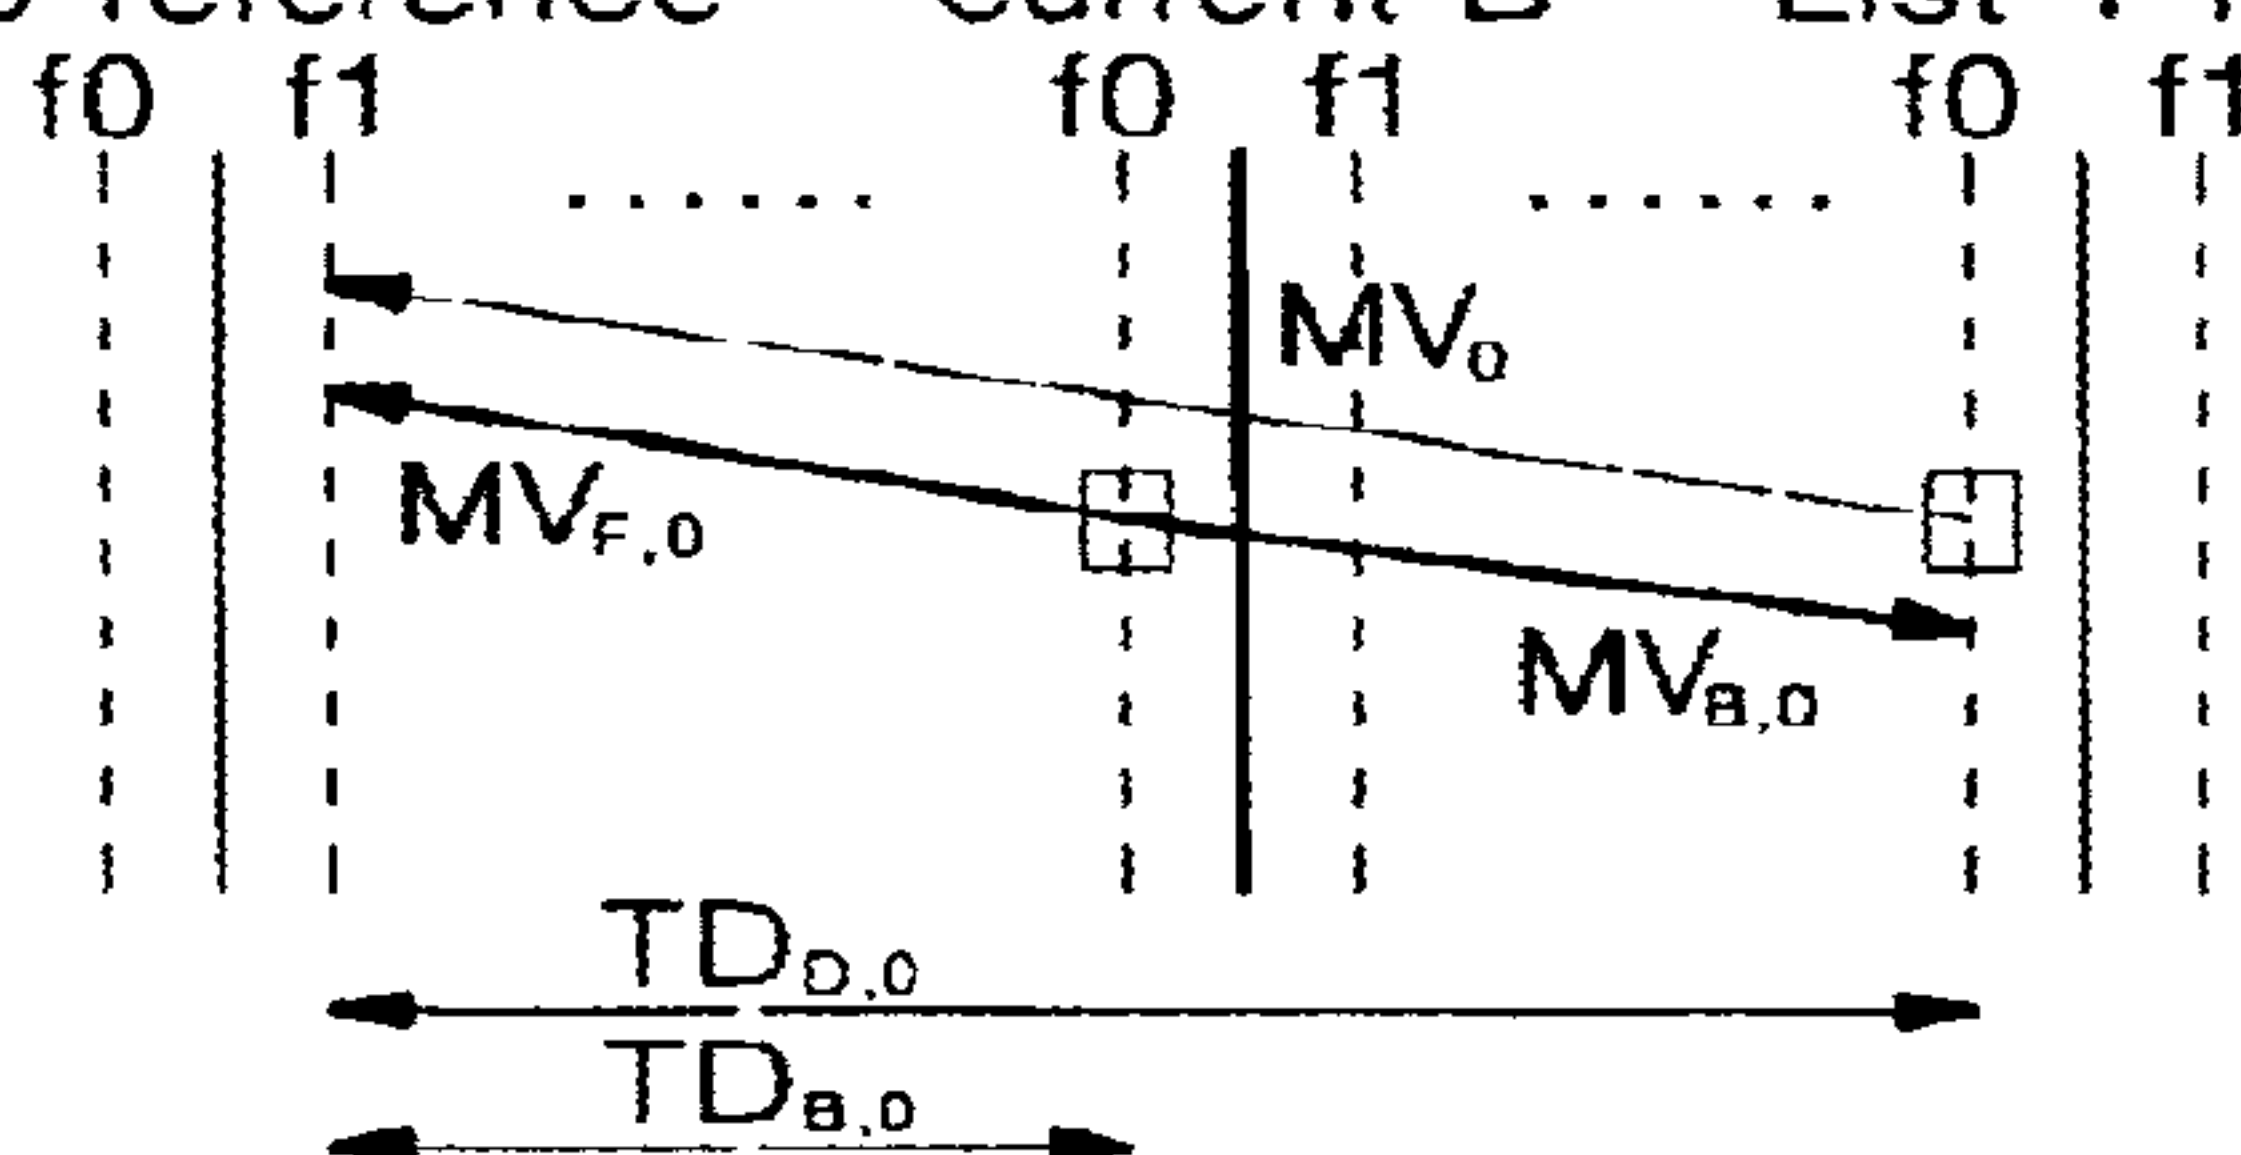 f0 f1 f0 f1 f0 f1
......  ......
MV0
MVF,0
MVB,0
TDD,0
TDB,0